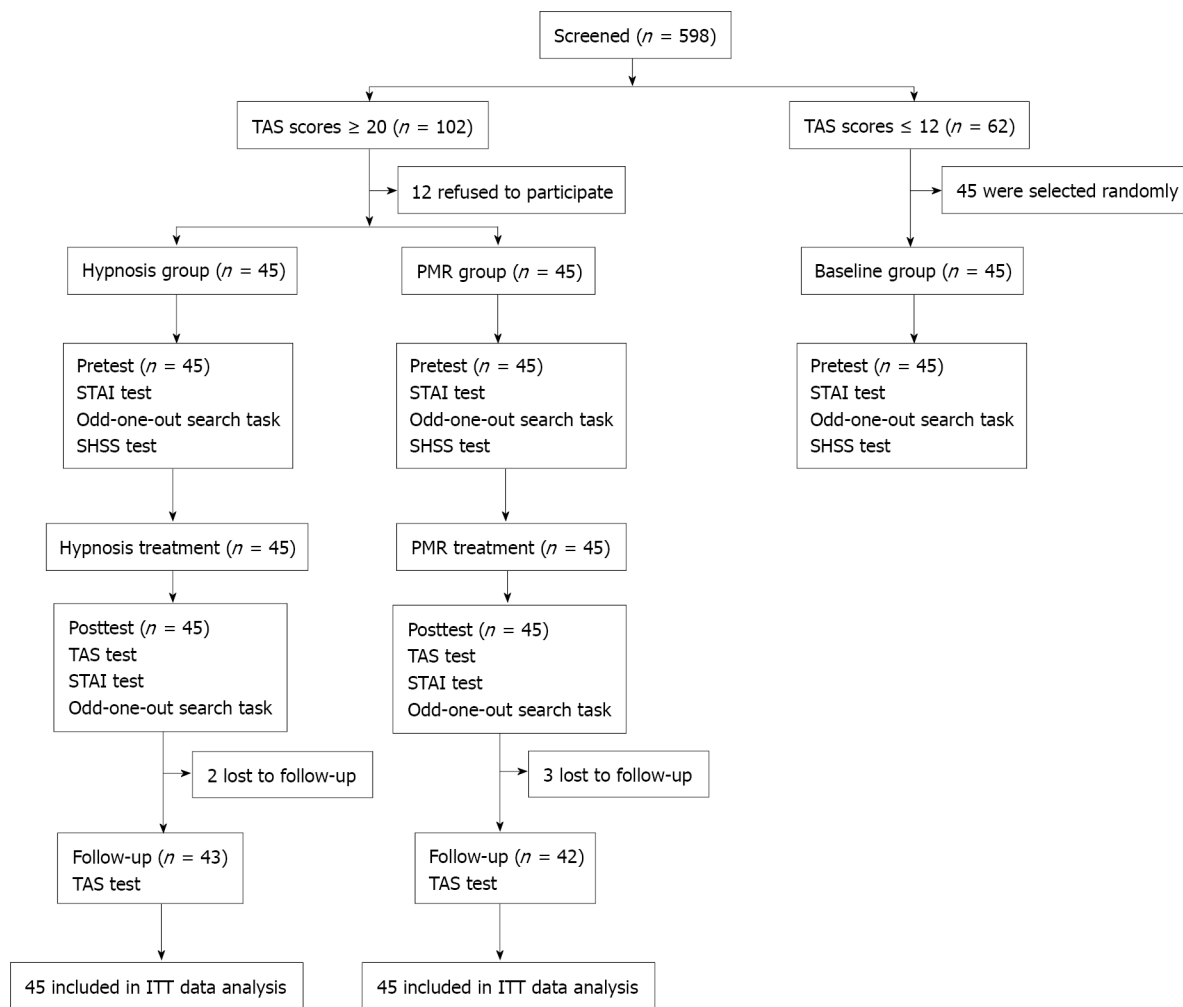 Screened (n = 598)
TAS scores ≥ 20 (n = 102)
TAS scores ≤ 12 (n = 62)
12 refused to participate
45 were selected randomly
Hypnosis group (n = 45)
PMR group (n = 45)
Baseline group (n = 45)
Pretest (n = 45)
STAI test
Odd-one-out search task
SHSS test
Pretest (n = 45)
STAI test
Odd-one-out search task
SHSS test
Pretest (n = 45)
STAI test
Odd-one-out search task
SHSS test
Hypnosis treatment (n = 45)
PMR treatment (n = 45)
Posttest (n = 45)
TAS test
STAI test
Odd-one-out search task
Posttest (n = 45)
TAS test
STAI test
Odd-one-out search task
2 lost to follow-up
3 lost to follow-up
Follow-up (n = 43)
TAS test
Follow-up (n = 42)
TAS test
45 included in ITT data analysis
45 included in ITT data analysis